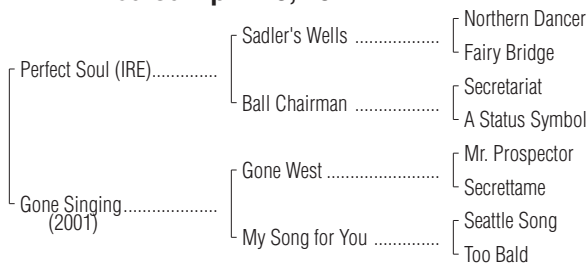 Northern Dancer
Sadler's Wells ..................
Fairy Bridge
Perfect Soul (IRE)..............
Secretariat
Ball Chairman ..................
A Status Symbol
Mr. Prospector
Gone West ........................
Secrettame
Gone Singing....................
(2001)
Seattle Song
My Song for You ..............
Too Bald